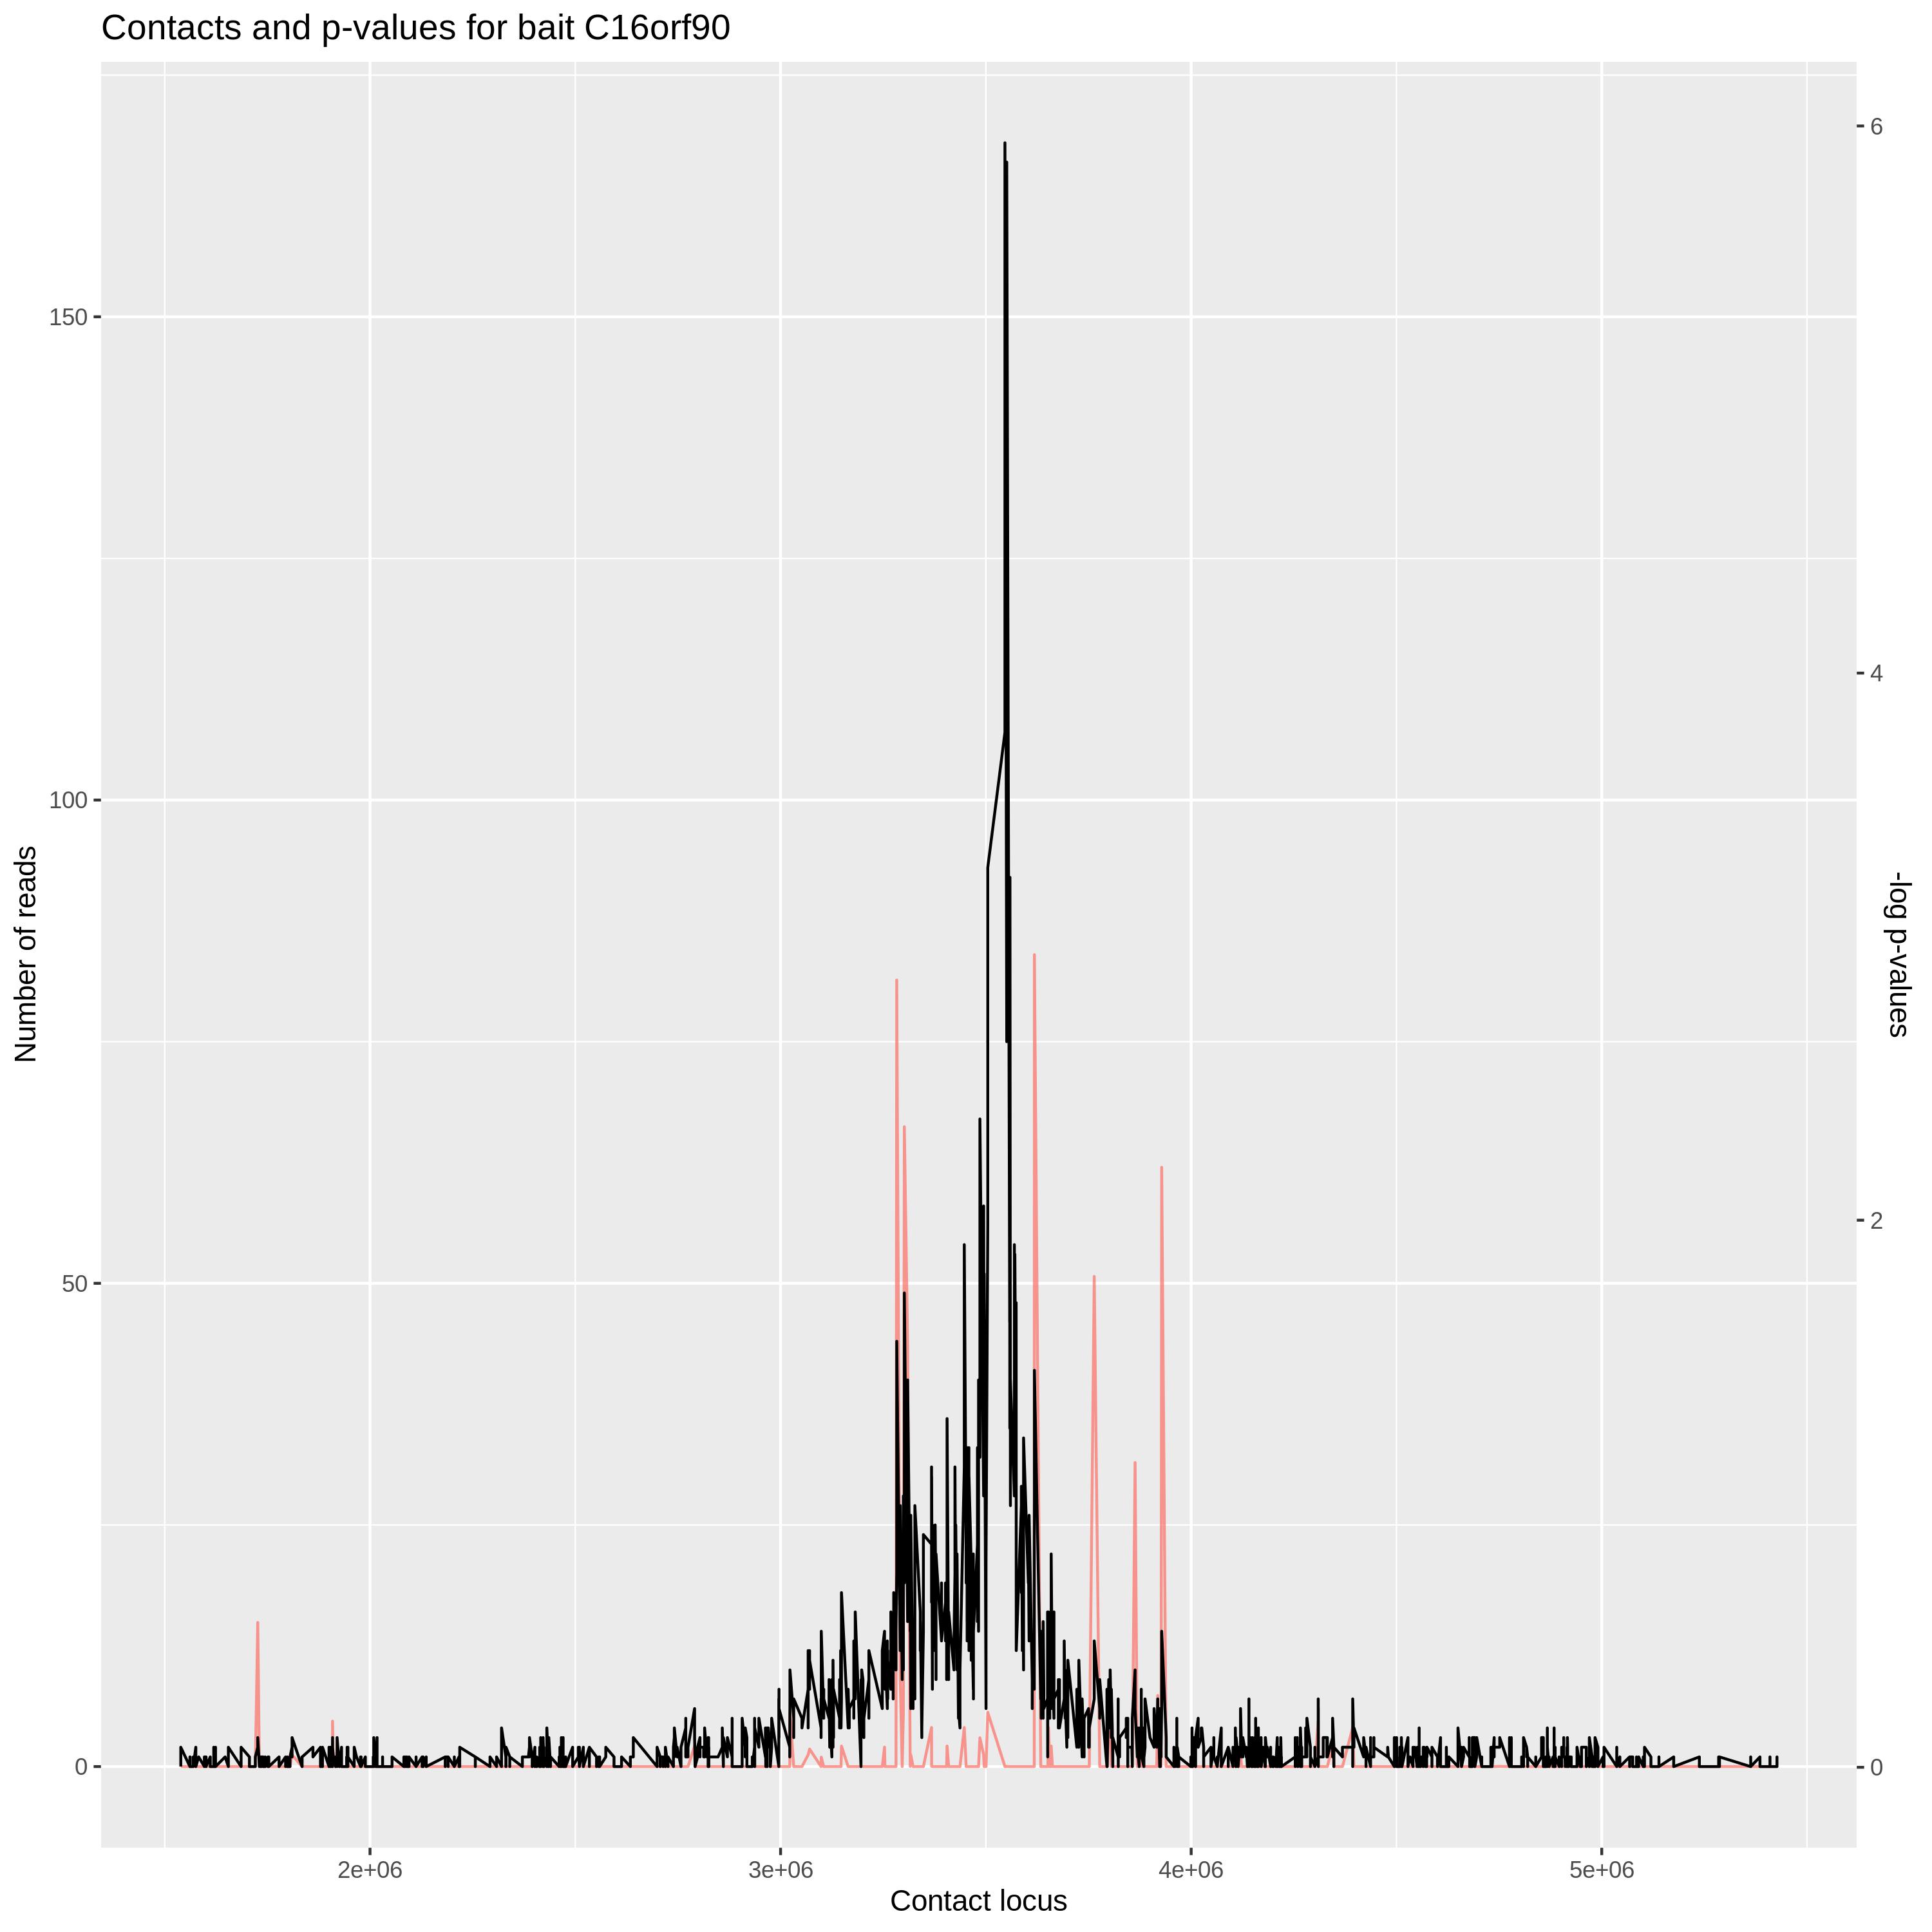 Contacts and p-values for bait C16orf90
6
150
4
100
Number of reads
-log p-values
2
50
0
0
2e+06
3e+06
4e+06
5e+06
Contact locus